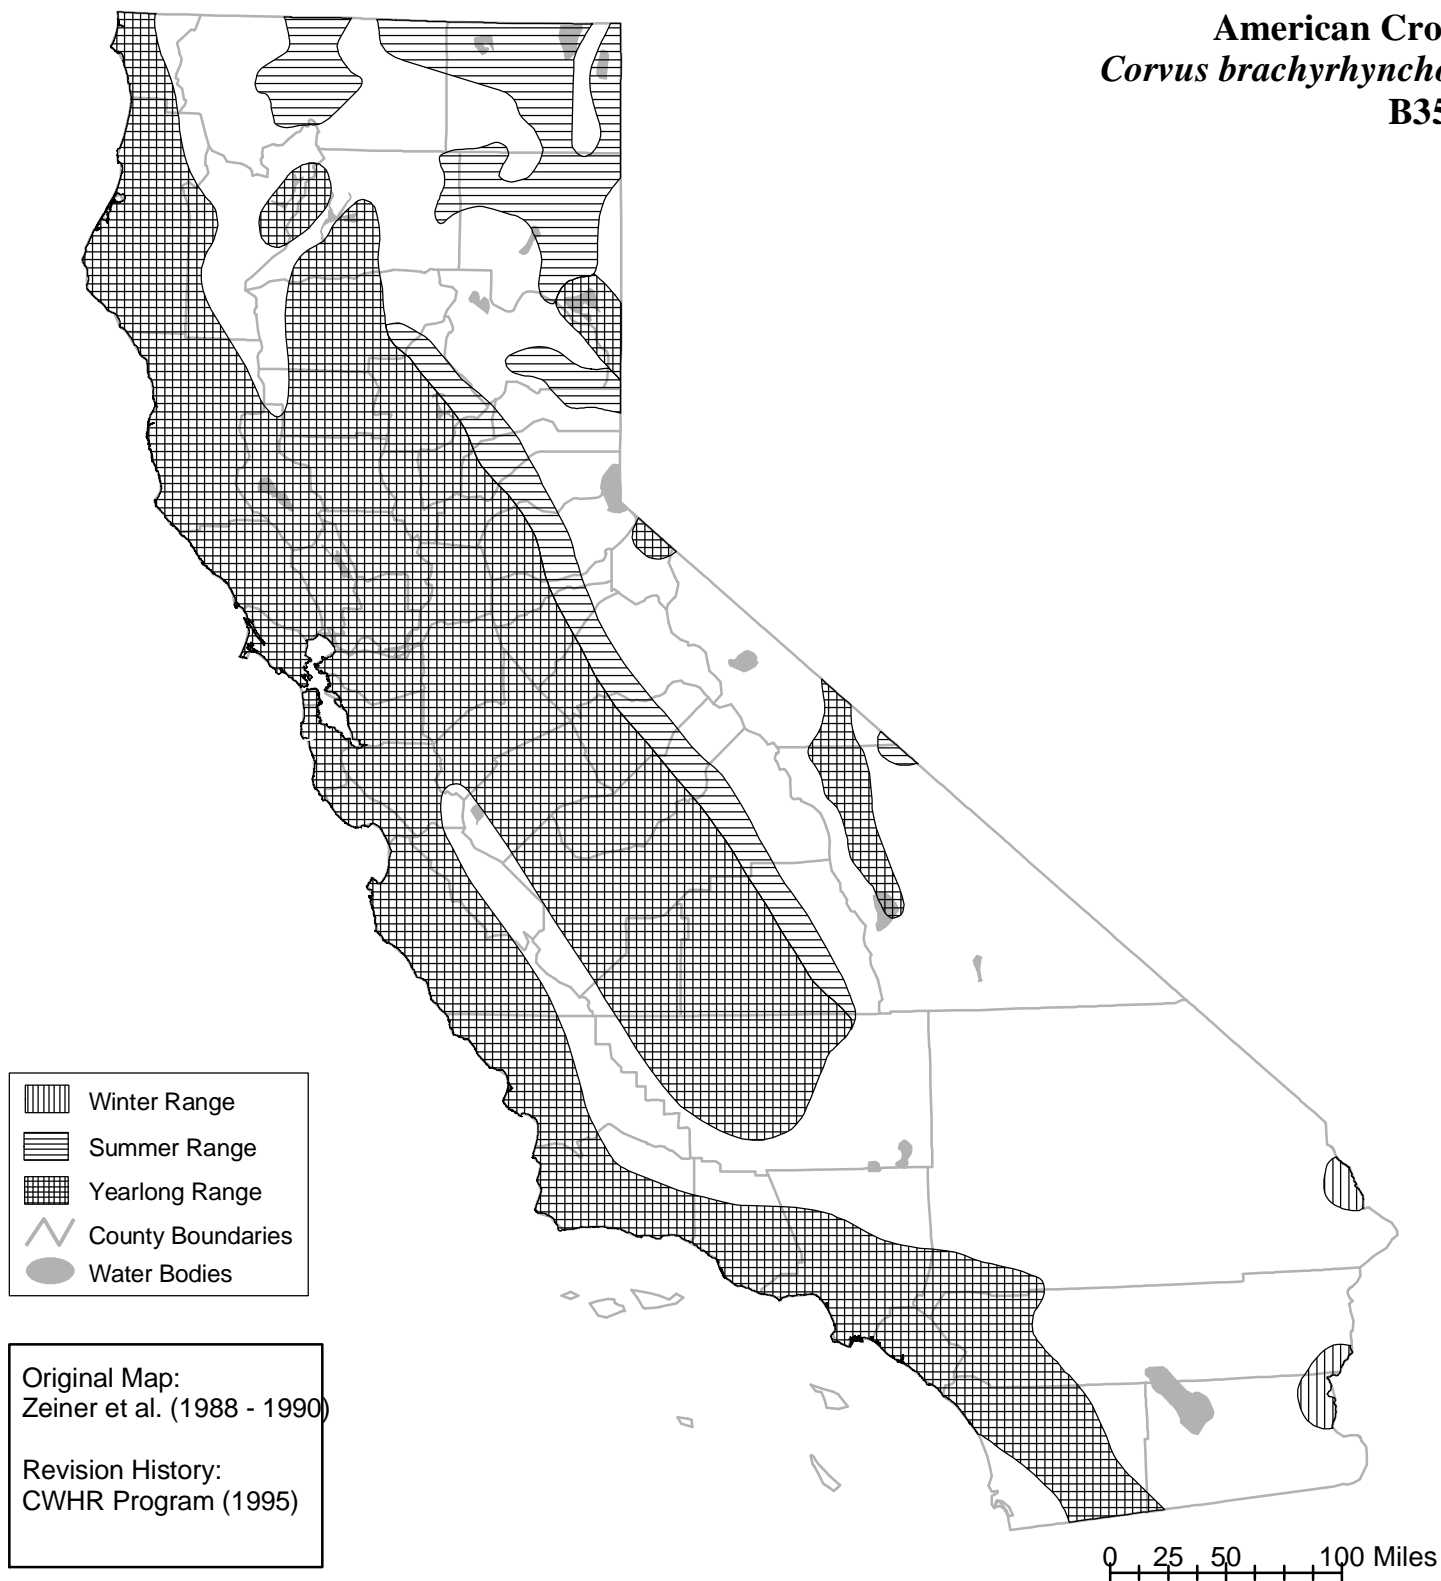 American Cro
Corvus brachyrhyncho
B35
Winter Range
Summer Range
Yearlong Range
County Boundaries
Water Bodies
Original Map:
Zeiner et al. (1988 - 1990)
Revision History:
CWHR Program (1995)
0 25 50 100 Miles